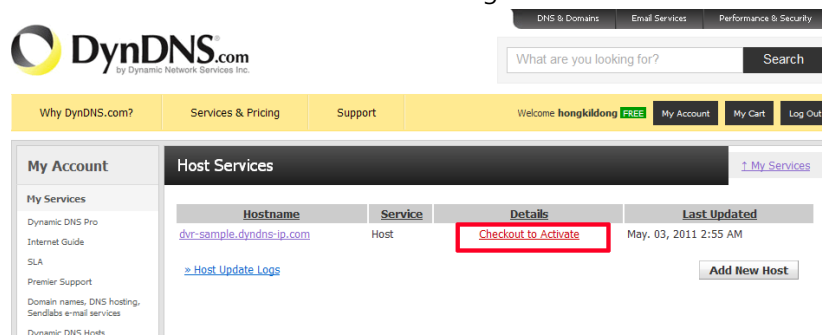 DNS & Domains Email Services Performance & Security
DynDNS.com
by Dynamic Network Services Inc.
What are you looking for? Search
Why DynDNS.com? Services & Pricing Support Welcome hongkildong FREE My Account My Cart Log Out
My Account
Host Services
↑ My Services
My Services
Dynamic DNS Pro
Internet Guide
SLA
Premier Support
Domain names, DNS hosting,
Sendlabs e-mail services
Dynamic DNS Hosts
Hostname Service Details Last Updated
dvr-sample.dyndns-ip.com Host Checkout to Activate May. 03, 2011 2:55 AM
» Host Update Logs
Add New Host